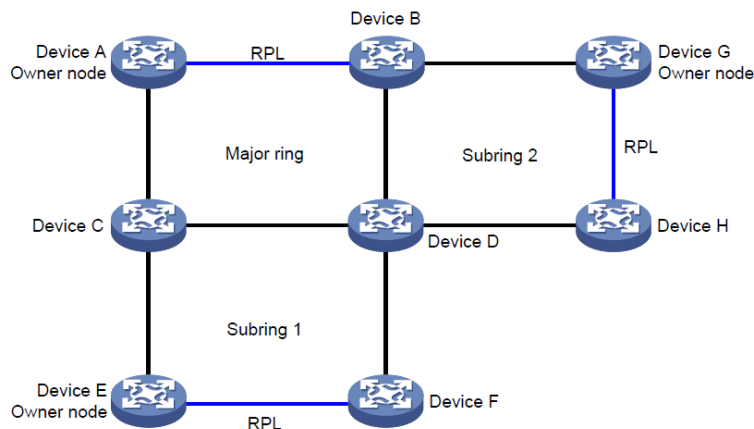 Device B
Device A
Owner node
RPL
Device G
Owner node
Major ring
Subring 2
RPL
Device C
Device D
Device H
Subring 1
Device E
Owner node
RPL
Device F